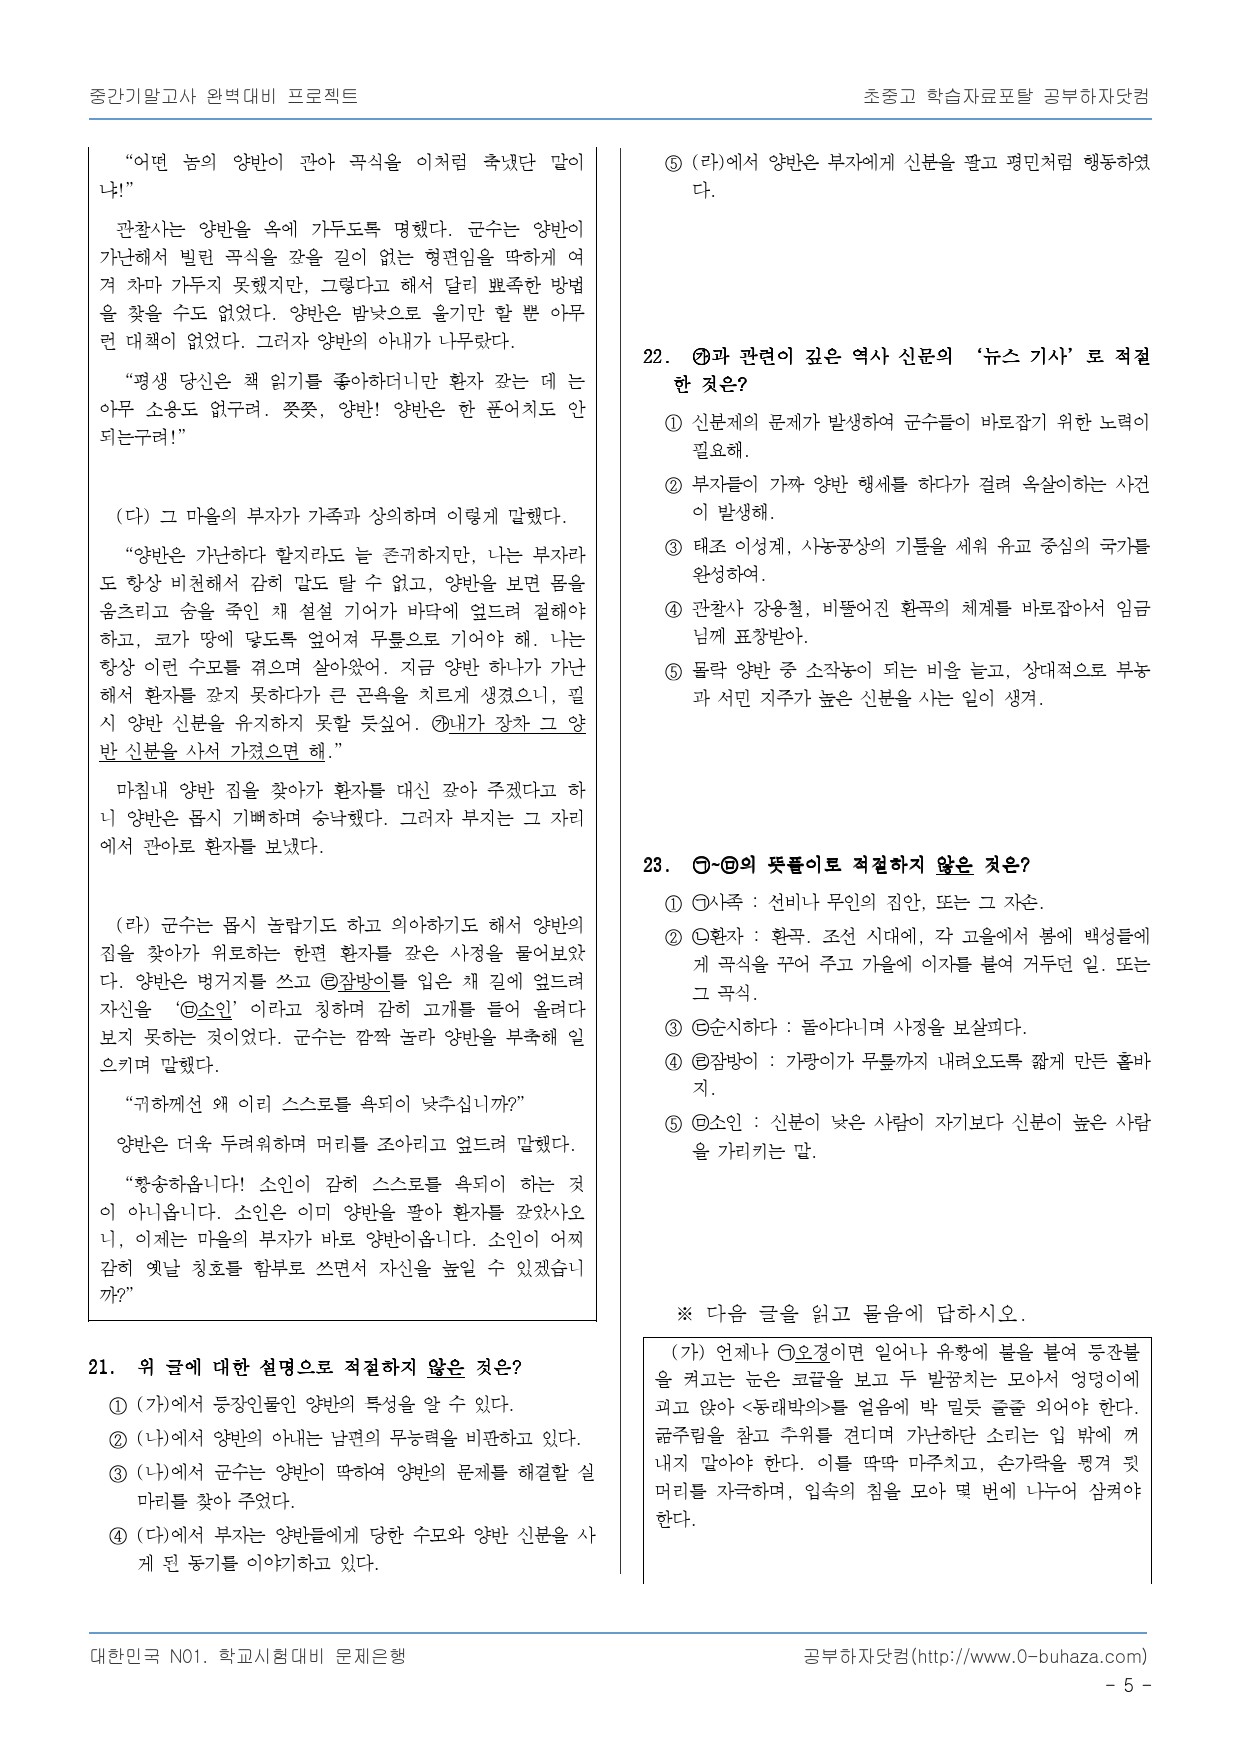 중간기말고사 완벽대비 프로젝트
초중고 학습자료포탈 공부하자닷컴
“어떤 놈의 양반이 관아 곡식을 이처럼 축냈단 말이
냐!”
관찰사는 양반을 옥에 가두도록 명했다. 군수는 양반이
가난해서 빌린 곡식을 갚을 길이 없는 형편임을 딱하게 여
겨 차마 가두지 못했지만, 그렇다고 해서 달리 뾰족한 방법
을 찾을 수도 없었다. 양반은 밤낮으로 울기만 할 뿐 아무
런 대책이 없었다. 그러자 양반의 아내가 나무랐다.
“평생 당신은 책 읽기를 좋아하더니만 환자 갚는 데 는
아무 소용도 없구려. 쯧쯧, 양반! 양반은 한 푼어치도 안
되는구려!”
(다) 그 마을의 부자가 가족과 상의하며 이렇게 말했다.
“양반은 가난하다 할지라도 늘 존귀하지만, 나는 부자라
도 항상 비천해서 감히 말도 탈 수 없고, 양반을 보면 몸을
움츠리고 숨을 죽인 채 설설 기어가 바닥에 엎드려 절해야
하고, 코가 땅에 닿도록 엎어져 무릎으로 기어야 해. 나는
항상 이런 수모를 겪으며 살아왔어. 지금 양반 하나가 가난
해서 환자를 갚지 못하다가 큰 곤욕을 치르게 생겼으니, 필
시 양반 신분을 유지하지 못할 듯싶어. ㉮내가 장차 그 양
반 신분을 사서 가졌으면 해.”
마침내 양반 집을 찾아가 환자를 대신 갚아 주겠다고 하
니 양반은 몹시 기뻐하며 승낙했다. 그러자 부지는 그 자리
에서 관아로 환자를 보냈다.
(라) 군수는 몹시 놀랍기도 하고 의아하기도 해서 양반의
집을 찾아가 위로하는 한편 환자를 갚은 사정을 물어보았
다. 양반은 벙거지를 쓰고 ㉣잠방이를 입은 채 길에 엎드려
자신을 ‘㉤소인’이라고 칭하며 감히 고개를 들어 올려다
보지 못하는 것이었다. 군수는 깜짝 놀라 양반을 부축해 일
으키며 말했다.
“귀하께선 왜 이리 스스로를 욕되이 낮추십니까?”
양반은 더욱 두려워하며 머리를 조아리고 엎드려 말했다.
“황송하옵니다! 소인이 감히 스스로를 욕되이 하는 것
이 아니옵니다. 소인은 이미 양반을 팔아 환자를 갚았사오
니, 이제는 마을의 부자가 바로 양반이옵니다. 소인이 어찌
감히 옛날 칭호를 함부로 쓰면서 자신을 높일 수 있겠습니
까?”
21. 위 글에 대한 설명으로 적절하지 않은 것은?
① (가)에서 등장인물인 양반의 특성을 알 수 있다.
② (나)에서 양반의 아내는 남편의 무능력을 비판하고 있다.
③ (나)에서 군수는 양반이 딱하여 양반의 문제를 해결할 실
마리를 찾아 주었다.
④ (다)에서 부자는 양반들에게 당한 수모와 양반 신분을 사
게 된 동기를 이야기하고 있다.
⑤ (라)에서 양반은 부자에게 신분을 팔고 평민처럼 행동하였
다.
22. ㉮과 관련이 깊은 역사 신문의 ‘뉴스 기사’로 적절
한 것은?
① 신분제의 문제가 발생하여 군수들이 바로잡기 위한 노력이
필요해.
② 부자들이 가짜 양반 행세를 하다가 걸려 옥살이하는 사건
이 발생해.
③ 태조 이성계, 사농공상의 기틀을 세워 유교 중심의 국가를
완성하여.
④ 관찰사 강용철, 비뚤어진 환곡의 체계를 바로잡아서 임금
님께 표창받아.
⑤ 몰락 양반 중 소작농이 되는 비율 늘고, 상대적으로 부농
과 서민 지주가 높은 신분을 사는 일이 생겨.
23. ㉠~㉤의 뜻풀이로 적절하지 않은 것은?
① ㉠사족 : 선비나 무인의 집안, 또는 그 자손.
② ㉡환자 : 환곡. 조선 시대에, 각 고을에서 봄에 백성들에
게 곡식을 꾸어 주고 가을에 이자를 붙여 거두던 일. 또는
그 곡식.
③ ㉢순시하다 : 돌아다니며 사정을 보살피다.
④ ㉣잠방이 : 가랑이가 무릎까지 내려오도록 짧게 만든 홑바
지.
⑤ ㉤소인 : 신분이 낮은 사람이 자기보다 신분이 높은 사람
을 가리키는 말.
※ 다음 글을 읽고 물음에 답하시오.
(가) 언제나 ㉠오경이면 일어나 유황에 불을 붙여 등잔불
을 켜고는 눈은 코끝을 보고 두 발꿈치는 모아서 엉덩이에
괴고 앉아 <동래박의>를 얼음에 박 밀듯 줄줄 외어야 한다.
굶주림을 참고 추위를 견디며 가난하단 소리는 입 밖에 꺼
내지 말아야 한다. 이를 딱딱 마주치고, 손가락을 튕겨 뒷
머리를 자극하며, 입속의 침을 모아 몇 번에 나누어 삼켜야
한다.
대한민국 N01. 학교시험대비 문제은행
공부하자닷컴(http://www.0-buhaza.com)
- 5 -